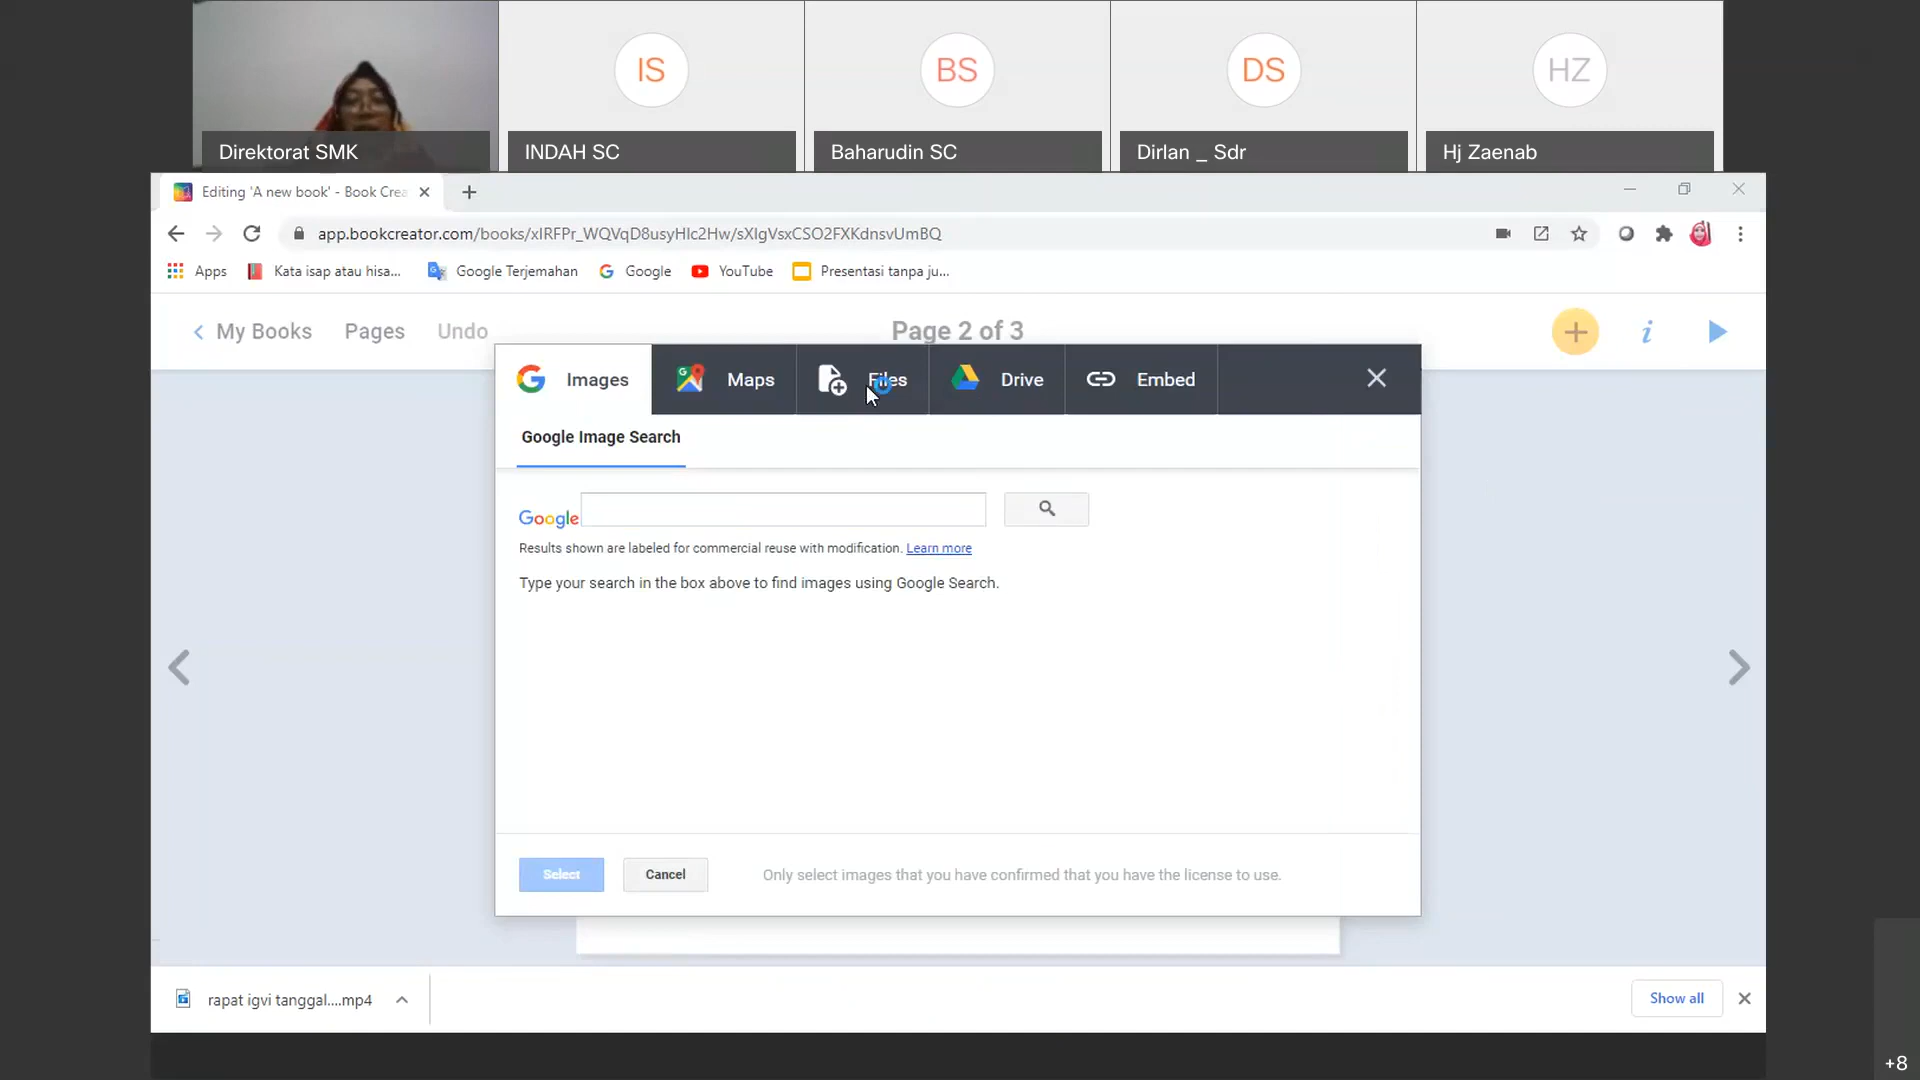 IS
BS
DS
HZ
Direktorat SMK
INDAH SC
Baharudin SC
Dirlan _ Sdr
Hj Zaenab
Editing 'A new book' - Book Crea
app.bookcreator.com/books/xIRFPr_WQVqD8usyHIc2Hw/sXIgVsxCSO2FXKdnsvUmBQ
Apps
Kata isap atau hisa...
Google Terjemahan
Google
YouTube
Presentasi tanpa ju...
My Books
Pages
Undo
Page 2 of 3
Images
Maps
Files
Drive
Embed
Google Image Search
Google
Results shown are labeled for commercial reuse with modification. Learn more
Type your search in the box above to find images using Google Search.
Select
Cancel
Only select images that you have confirmed that you have the license to use.
rapat igvi tanggal....mp4
Show all
+8